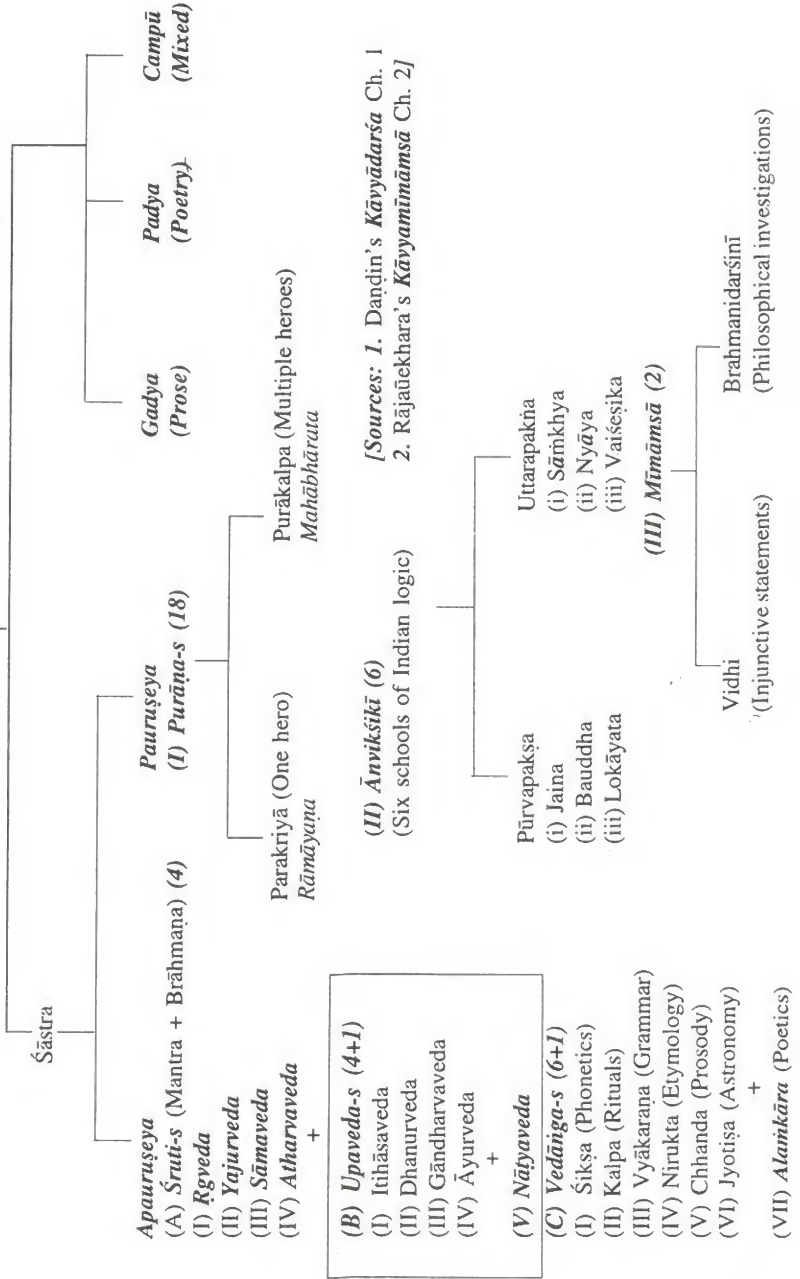 Śāstra
Apauruṣeya
(A) Śruti-s (Mantra + Brāhmaṇa) (4)
(I) Ṛgveda
(II) Yajurveda
(III) Sāmaveda
(IV) Atharvaveda
+
(B) Upaveda-s (4+1)
(I) Itihāsaveda
(II) Dhanurveda
(III) Gāndharvaveda
(IV) Āyurveda
+
(V) Nāṭyaveda
(C) Vedāṅga-s (6+1)
(I) Śikṣa (Phonetics)
(II) Kalpa (Rituals)
(III) Vyākaraṇa (Grammar)
(IV) Nirukta (Etymology)
(V) Chhanda (Prosody)
(VI) Jyotiṣa (Astronomy)
+
(VII) Alaṁkāra (Poetics)
Pauruṣeya
(I) Purāṇa-s (18)
Parakriyā (One hero)
Rāmāyaṇa
Purākalpa (Multiple heroes)
Mahābhārata
(II) Ānvikśikī (6)
(Six schools of Indian logic)
Pūrvapakṣa
(i) Jaina
(ii) Bauddha
(iii) Lokāyata
Uttarapakṅa
(i) Sāṁkhya
(ii) Nyāya
(iii) Vaiśeṣika
(III) Mīmāṁsā (2)
Vidhi
(Injunctive statements)
Brahmanidarśinī
(Philosophical investigations)
Gadya
(Prose)
Padya
(Poetry)
Campū
(Mixed)
[Sources: 1. Daṇḍin's Kāvyādarśa Ch. 1
2. Rājaūekhara's Kāvyamīmāṁsā Ch. 2]